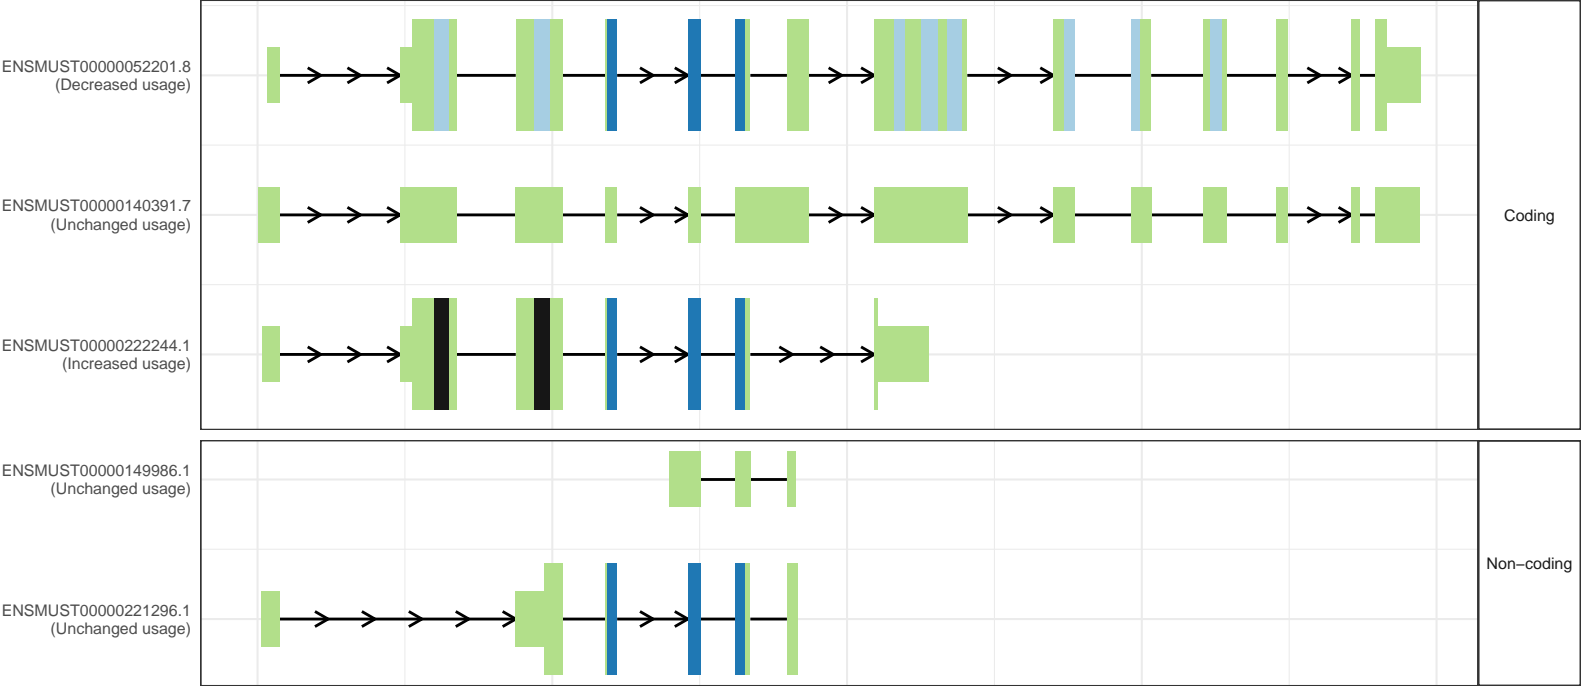 ENSMUST00000052201.8
(Decreased usage)
ENSMUST00000140391.7
(Unchanged usage)
Coding
ENSMUST00000222244.1
(Increased usage)
ENSMUST00000149986.1
(Unchanged usage)
Non−coding
ENSMUST00000221296.1
(Unchanged usage)